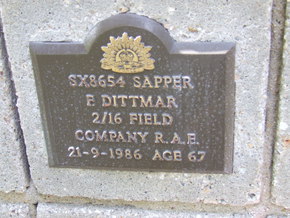 SX8654 SAPPER
F. DITTMAR
2/16 FIELD
COMPANY R.A.E.
21-9-1986 AGE 67